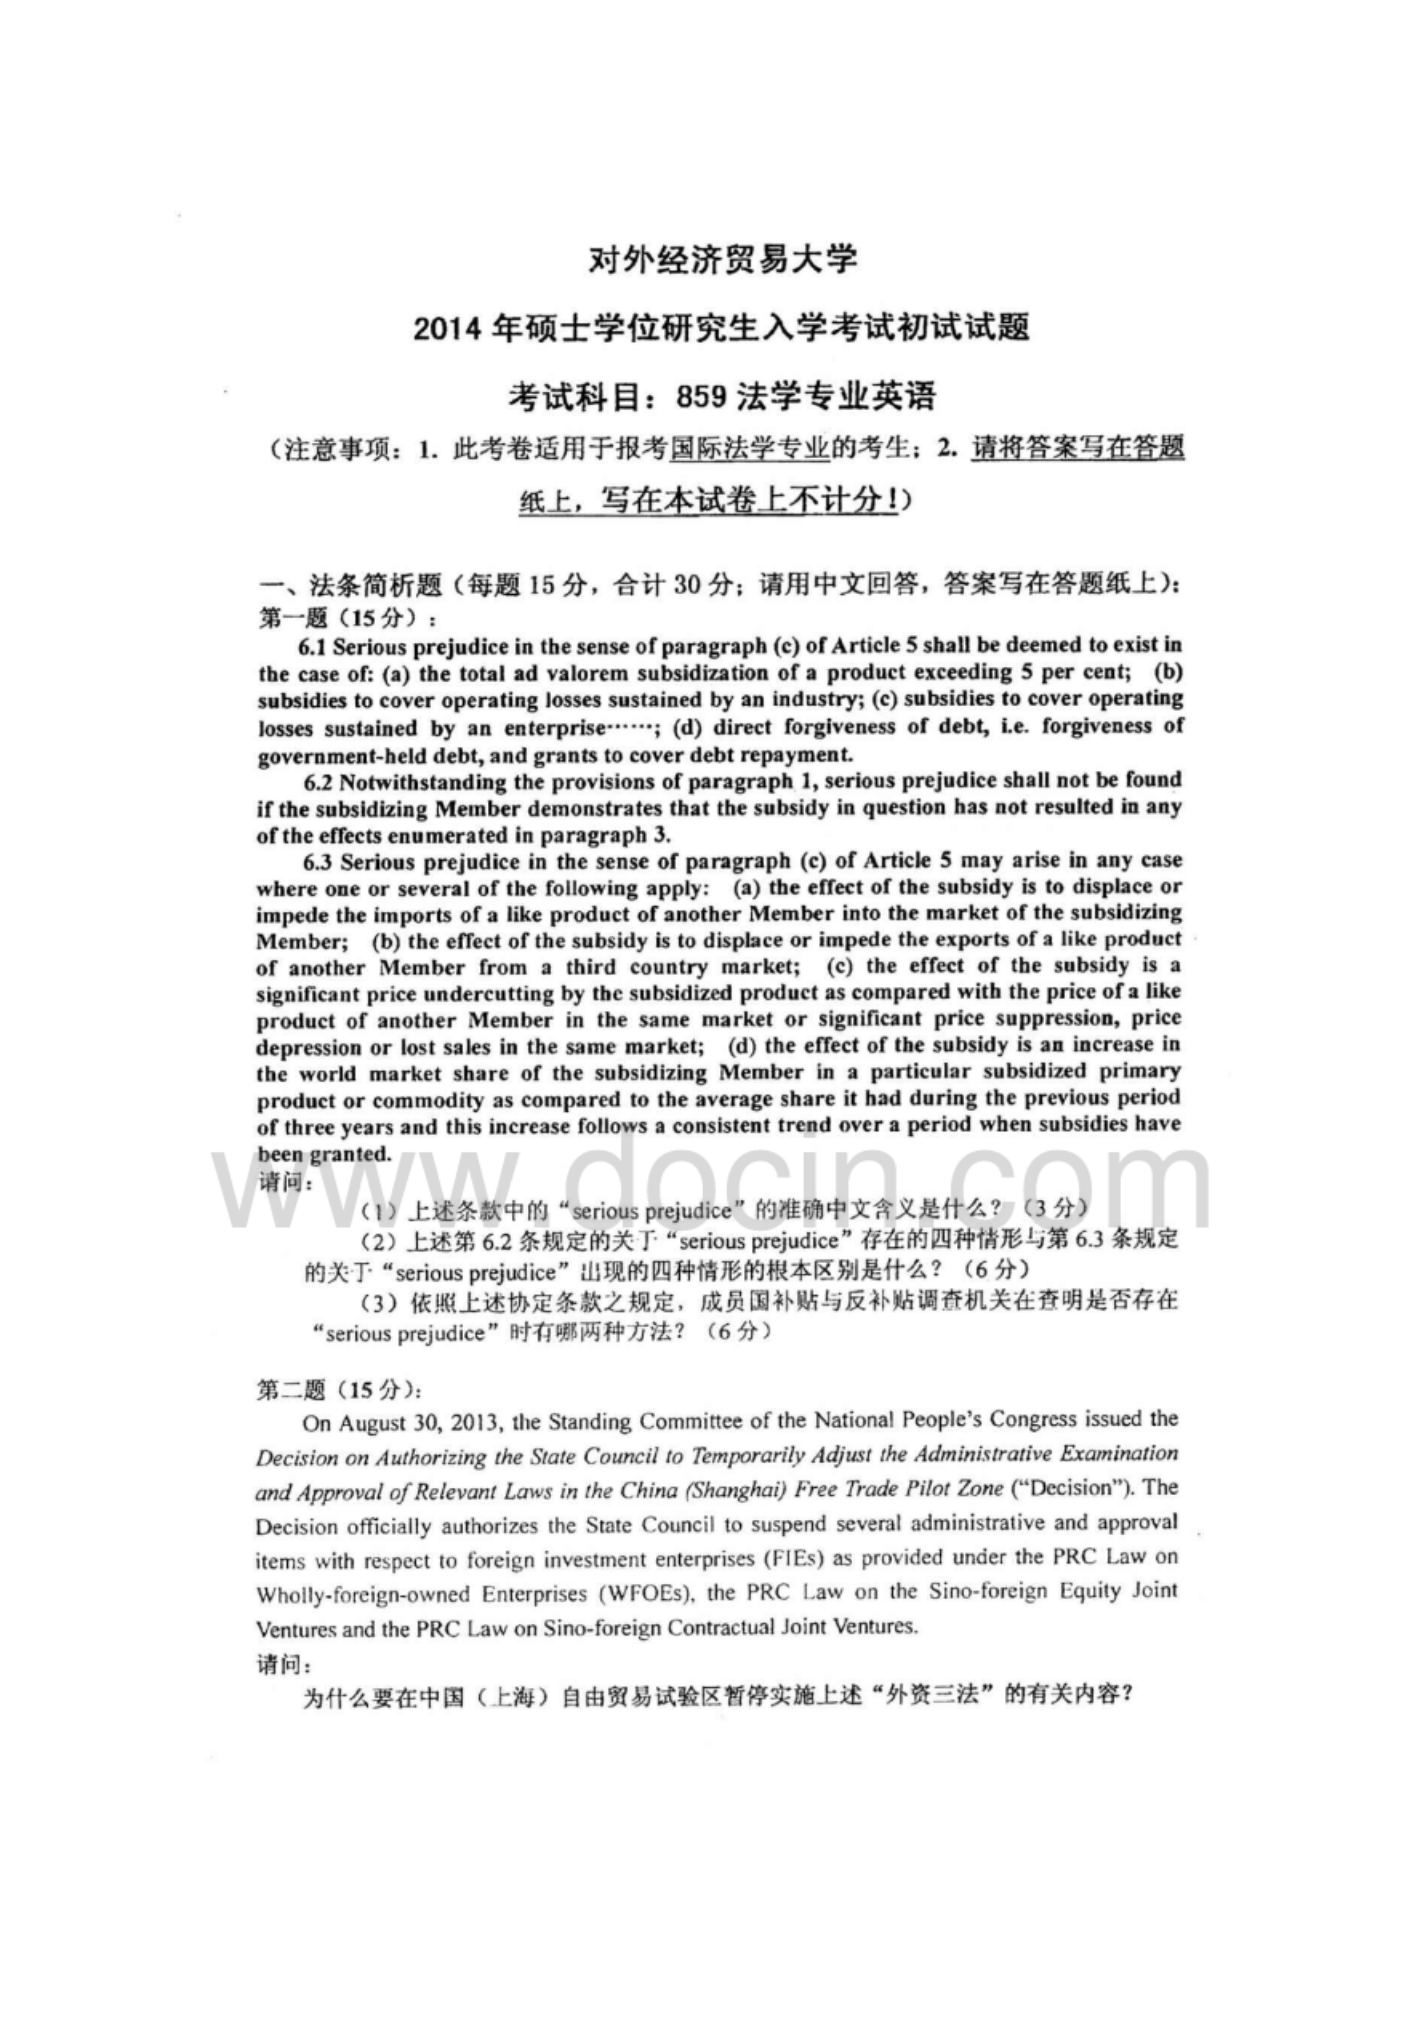 对外经济贸易大学
2014 年硕士学位研究生入学考试初试试题
考试科目：859 法学专业英语
（注意事项：1. 此考卷适用于报考国际法学专业的考生；2. 请将答案写在答题
纸上，写在本试卷上不计分！）
一、法条简析题（每题 15 分，合计 30 分；请用中文回答，答案写在答题纸上）：
第一题（15 分）：
6.1 Serious prejudice in the sense of paragraph (c) of Article 5 shall be deemed to exist in
the case of: (a) the total ad valorem subsidization of a product exceeding 5 per cent; (b)
subsidies to cover operating losses sustained by an industry; (c) subsidies to cover operating
losses sustained by an enterprise……; (d) direct forgiveness of debt, i.e. forgiveness of
government-held debt, and grants to cover debt repayment.
6.2 Notwithstanding the provisions of paragraph 1, serious prejudice shall not be found
if the subsidizing Member demonstrates that the subsidy in question has not resulted in any
of the effects enumerated in paragraph 3.
6.3 Serious prejudice in the sense of paragraph (c) of Article 5 may arise in any case
where one or several of the following apply: (a) the effect of the subsidy is to displace or
impede the imports of a like product of another Member into the market of the subsidizing
Member; (b) the effect of the subsidy is to displace or impede the exports of a like product
of another Member from a third country market; (c) the effect of the subsidy is a
significant price undercutting by the subsidized product as compared with the price of a like
product of another Member in the same market or significant price suppression, price
depression or lost sales in the same market; (d) the effect of the subsidy is an increase in
the world market share of the subsidizing Member in a particular subsidized primary
product or commodity as compared to the average share it had during the previous period
of three years and this increase follows a consistent trend over a period when subsidies have
been granted.
www.docin.com
请问：
（1）上述条款中的“serious prejudice”的准确中文含义是什么？（3 分）
（2）上述第 6.2 条规定的关于“serious prejudice”存在的四种情形与第 6.3 条规定
的关于“serious prejudice”出现的四种情形的根本区别是什么？（6 分）
（3）依照上述协定条款之规定，成员国补贴与反补贴调查机关在查明是否存在
“serious prejudice”时有哪两种方法？（6 分）
第二题（15 分）：
On August 30, 2013, the Standing Committee of the National People's Congress issued the
Decision on Authorizing the State Council to Temporarily Adjust the Administrative Examination
and Approval of Relevant Laws in the China (Shanghai) Free Trade Pilot Zone (“Decision”). The
Decision officially authorizes the State Council to suspend several administrative and approval
items with respect to foreign investment enterprises (FIEs) as provided under the PRC Law on
Wholly-foreign-owned Enterprises (WFOEs), the PRC Law on the Sino-foreign Equity Joint
Ventures and the PRC Law on Sino-foreign Contractual Joint Ventures.
请问：
为什么要在中国（上海）自由贸易试验区暂停实施上述“外资三法”的有关内容？